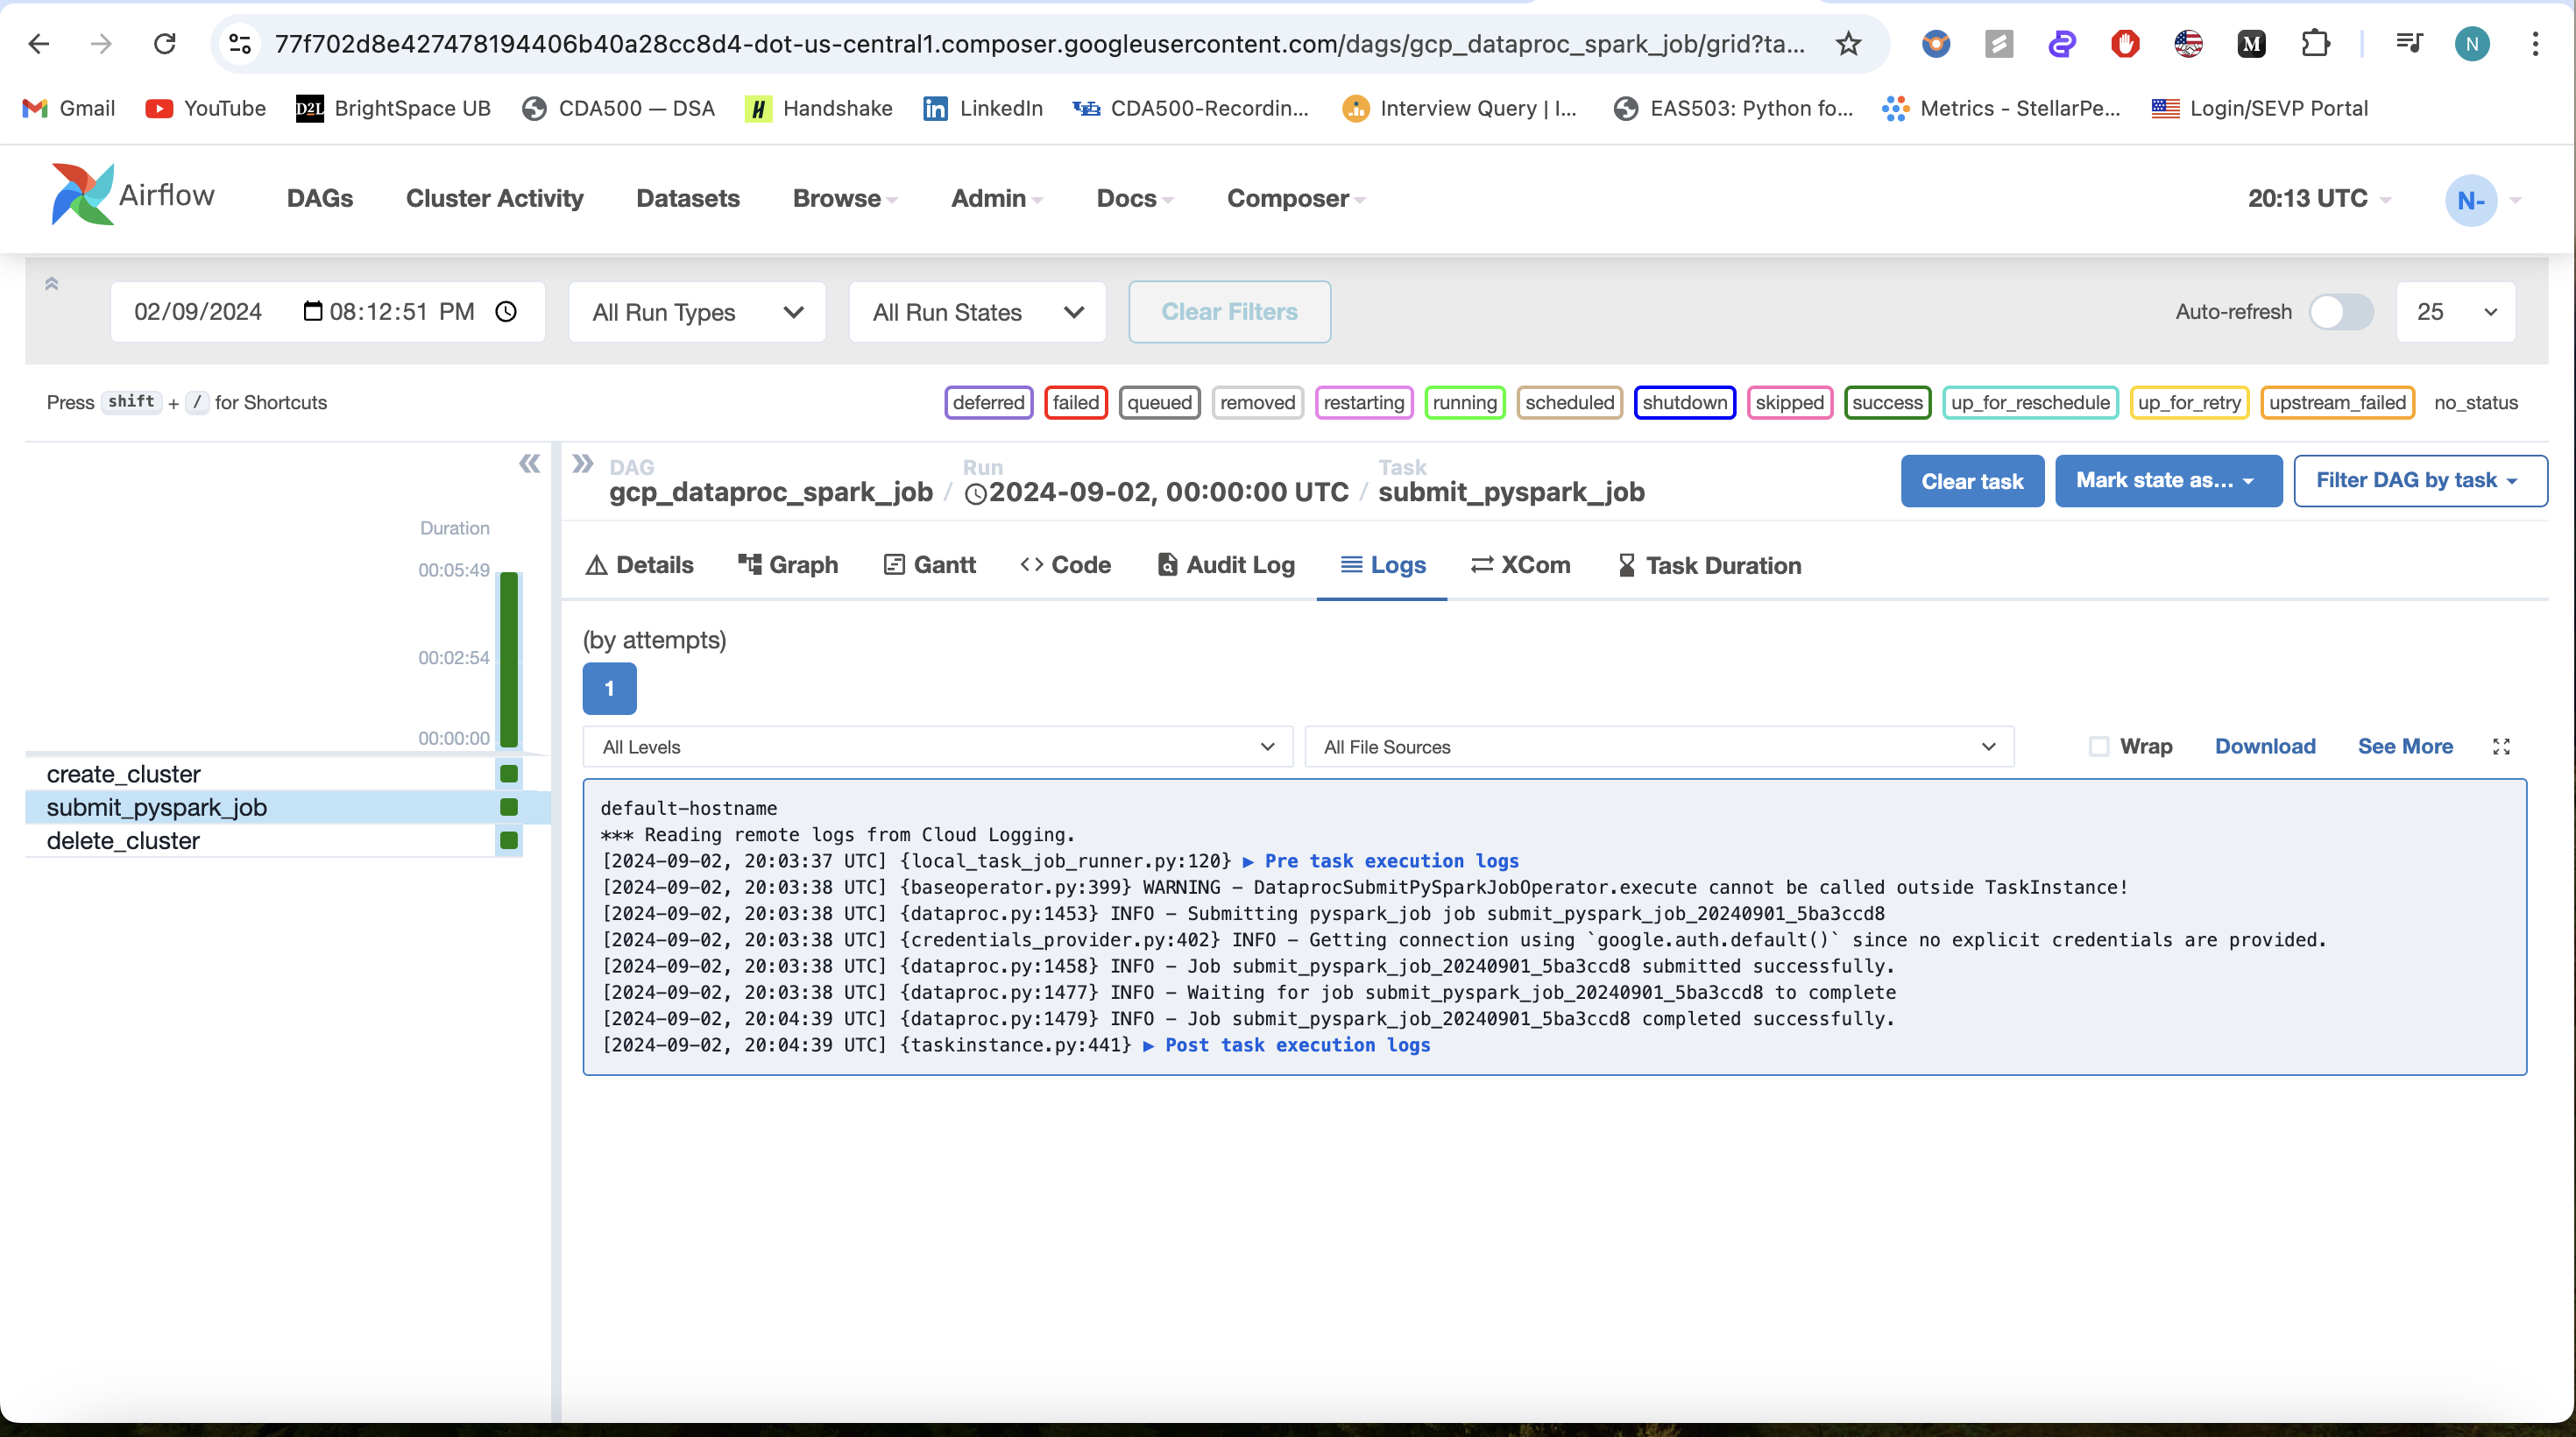 77f702d8e427478194406b40a28cc8d4-dot-us-central1.composer.googleusercontent.com/dags/gcp_dataproc_spark_job/grid?ta...
N
Gmail YouTube D2L BrightSpace UB CDA500 — DSA Handshake LinkedIn CDA500-Recordin... Interview Query | I... EAS503: Python fo... Metrics - StellarPe... Login/SEVP Portal
Airflow DAGs Cluster Activity Datasets Browse Admin Docs Composer 20:13 UTC N-
02/09/2024 08:12:51 PM All Run Types All Run States Clear Filters Auto-refresh 25
Press shift + / for Shortcuts deferred failed queued removed restarting running scheduled shutdown skipped success up_for_reschedule up_for_retry upstream_failed no_status
DAG Run Task
gcp_dataproc_spark_job / 2024-09-02, 00:00:00 UTC / submit_pyspark_job
Clear task Mark state as... Filter DAG by task
Duration
00:05:49
00:02:54
00:00:00
create_cluster
submit_pyspark_job
delete_cluster
Details Graph Gantt Code Audit Log Logs XCom Task Duration
(by attempts)
1
All Levels All File Sources Wrap Download See More
default-hostname
*** Reading remote logs from Cloud Logging.
[2024-09-02, 20:03:37 UTC] {local_task_job_runner.py:120} ▶ Pre task execution logs
[2024-09-02, 20:03:38 UTC] {baseoperator.py:399} WARNING - DataprocSubmitPySparkJobOperator.execute cannot be called outside TaskInstance!
[2024-09-02, 20:03:38 UTC] {dataproc.py:1453} INFO - Submitting pyspark_job job submit_pyspark_job_20240901_5ba3ccd8
[2024-09-02, 20:03:38 UTC] {credentials_provider.py:402} INFO - Getting connection using `google.auth.default()` since no explicit credentials are provided.
[2024-09-02, 20:03:38 UTC] {dataproc.py:1458} INFO - Job submit_pyspark_job_20240901_5ba3ccd8 submitted successfully.
[2024-09-02, 20:03:38 UTC] {dataproc.py:1477} INFO - Waiting for job submit_pyspark_job_20240901_5ba3ccd8 to complete
[2024-09-02, 20:04:39 UTC] {dataproc.py:1479} INFO - Job submit_pyspark_job_20240901_5ba3ccd8 completed successfully.
[2024-09-02, 20:04:39 UTC] {taskinstance.py:441} ▶ Post task execution logs